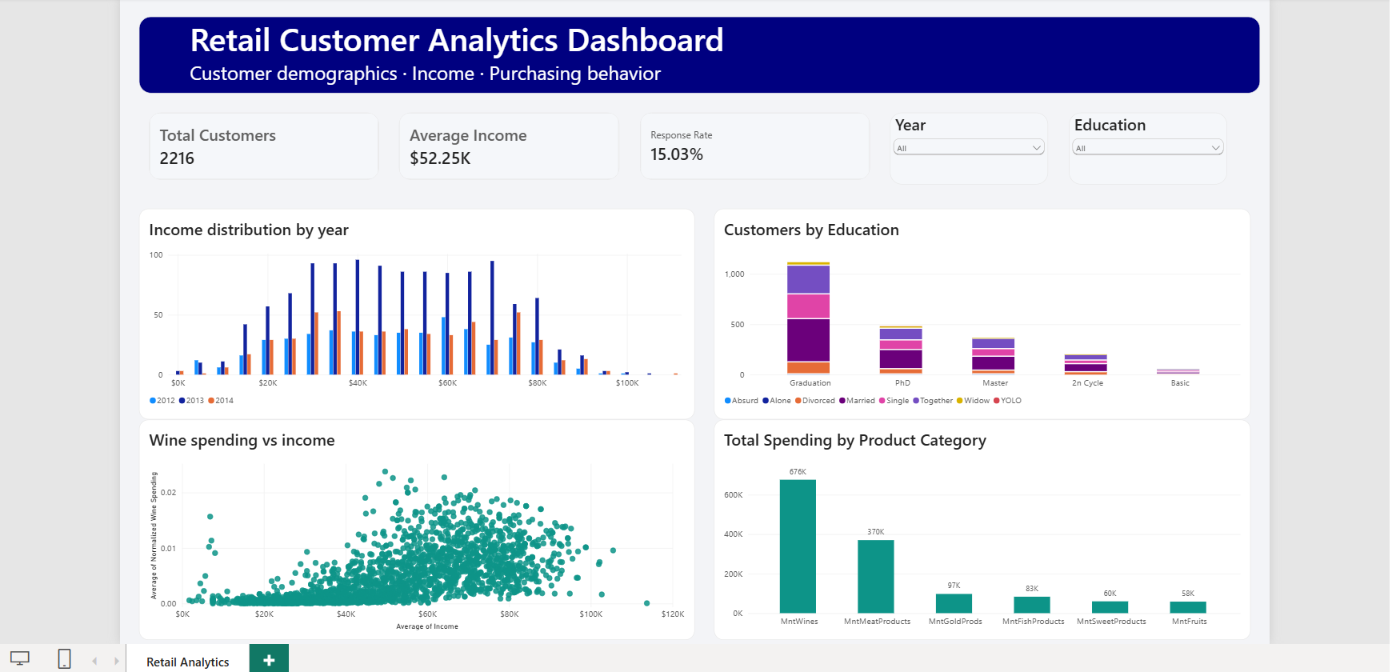 Retail Customer Analytics Dashboard
Customer demographics · Income · Purchasing behavior
Total Customers
2216
Average Income
$52.25K
Response Rate
15.03%
Year
All
Education
All
Income distribution by year
100
50
0
$0K $20K $40K $60K $80K $100K
2012 2013 2014
Customers by Education
1,000
500
0
Graduation PhD Master 2n Cycle Basic
Absurd Alone Divorced Married Single Together Widow YOLO
Wine spending vs income
Average of Normalized Wine Spending
0.02
0.01
0.00
$0K $20K $40K $60K $80K $100K $120K
Average of Income
Total Spending by Product Category
676K
600K
370K
400K
200K
97K
83K
60K
58K
0K
MntWines MntMeatProducts MntGoldProds MntFishProducts MntSweetProducts MntFruits
Retail Analytics